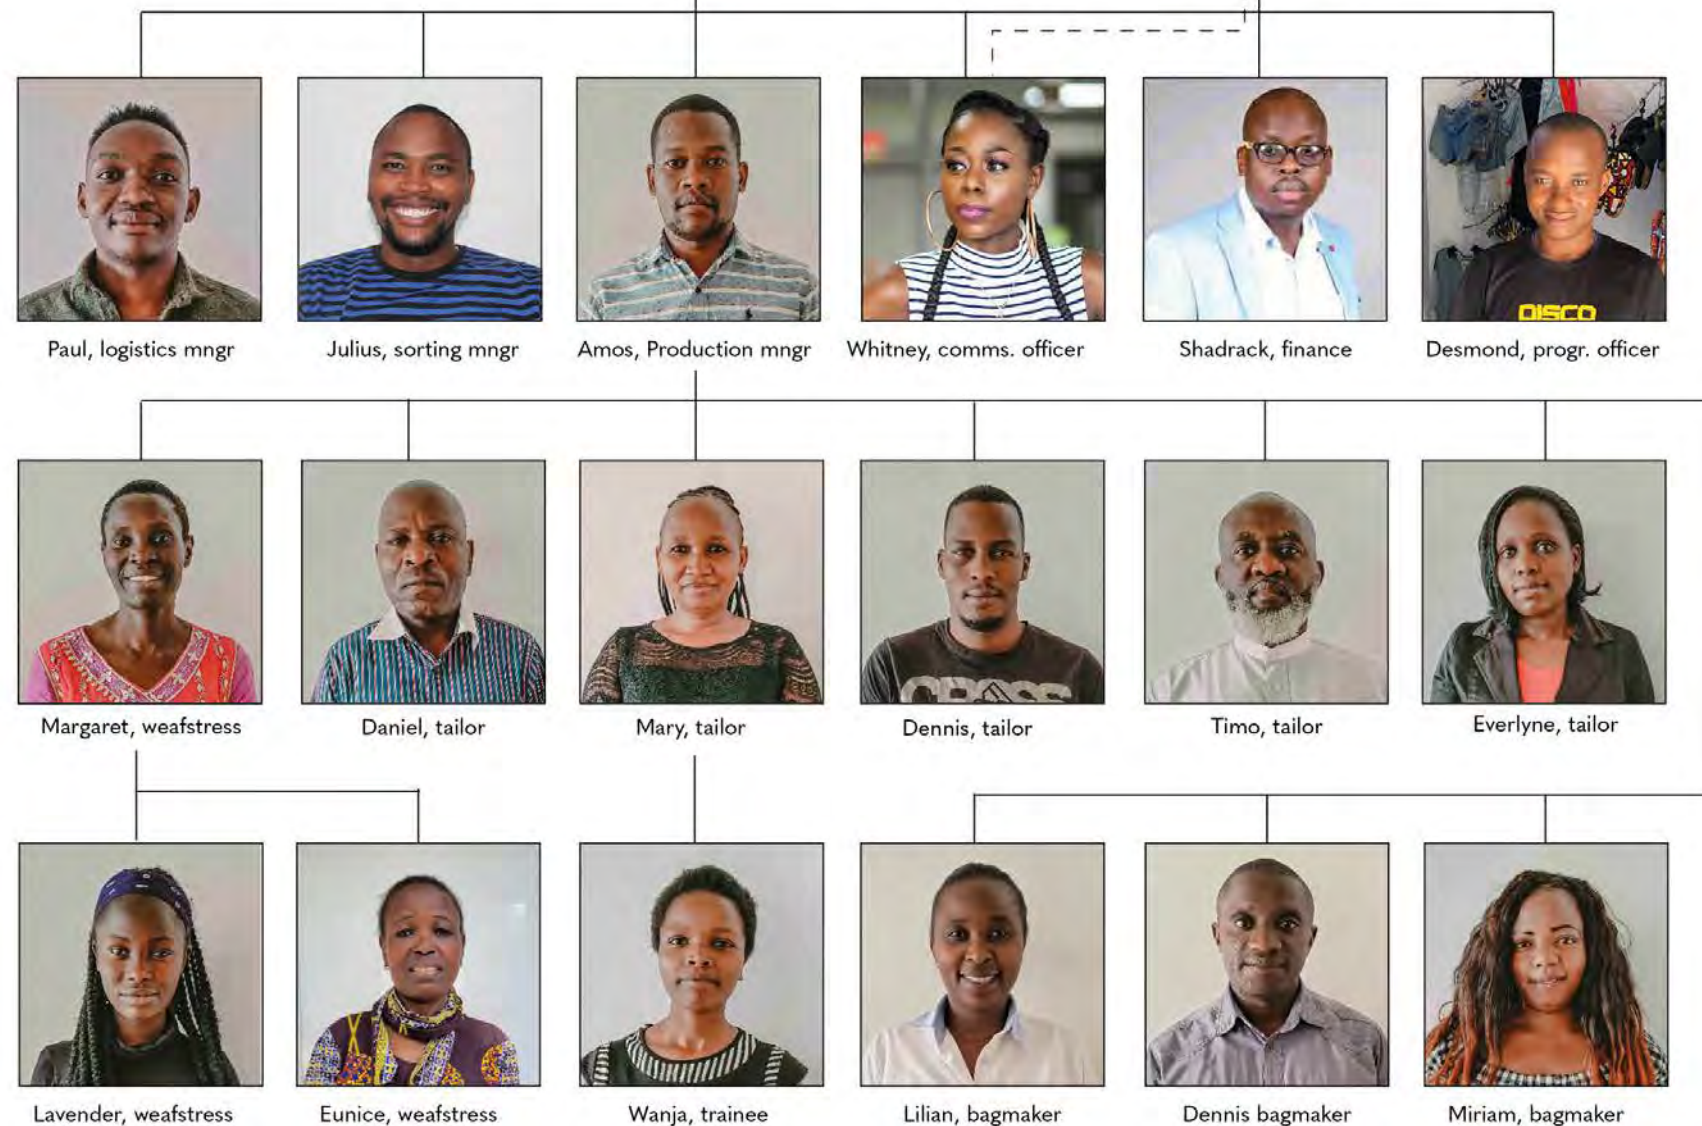 DISCO
Paul, logistics mngr
Julius, sorting mngr
Amos, Production mngr
Whitney, comms. officer
Shadrack, finance
Desmond, progr. officer
CROSS
Margaret, weafstress
Daniel, tailor
Mary, tailor
Dennis, tailor
Timo, tailor
Everlyne, tailor
Lavender, weafstress
Eunice, weafstress
Wanja, trainee
Lilian, bagmaker
Dennis bagmaker
Miriam, bagmaker